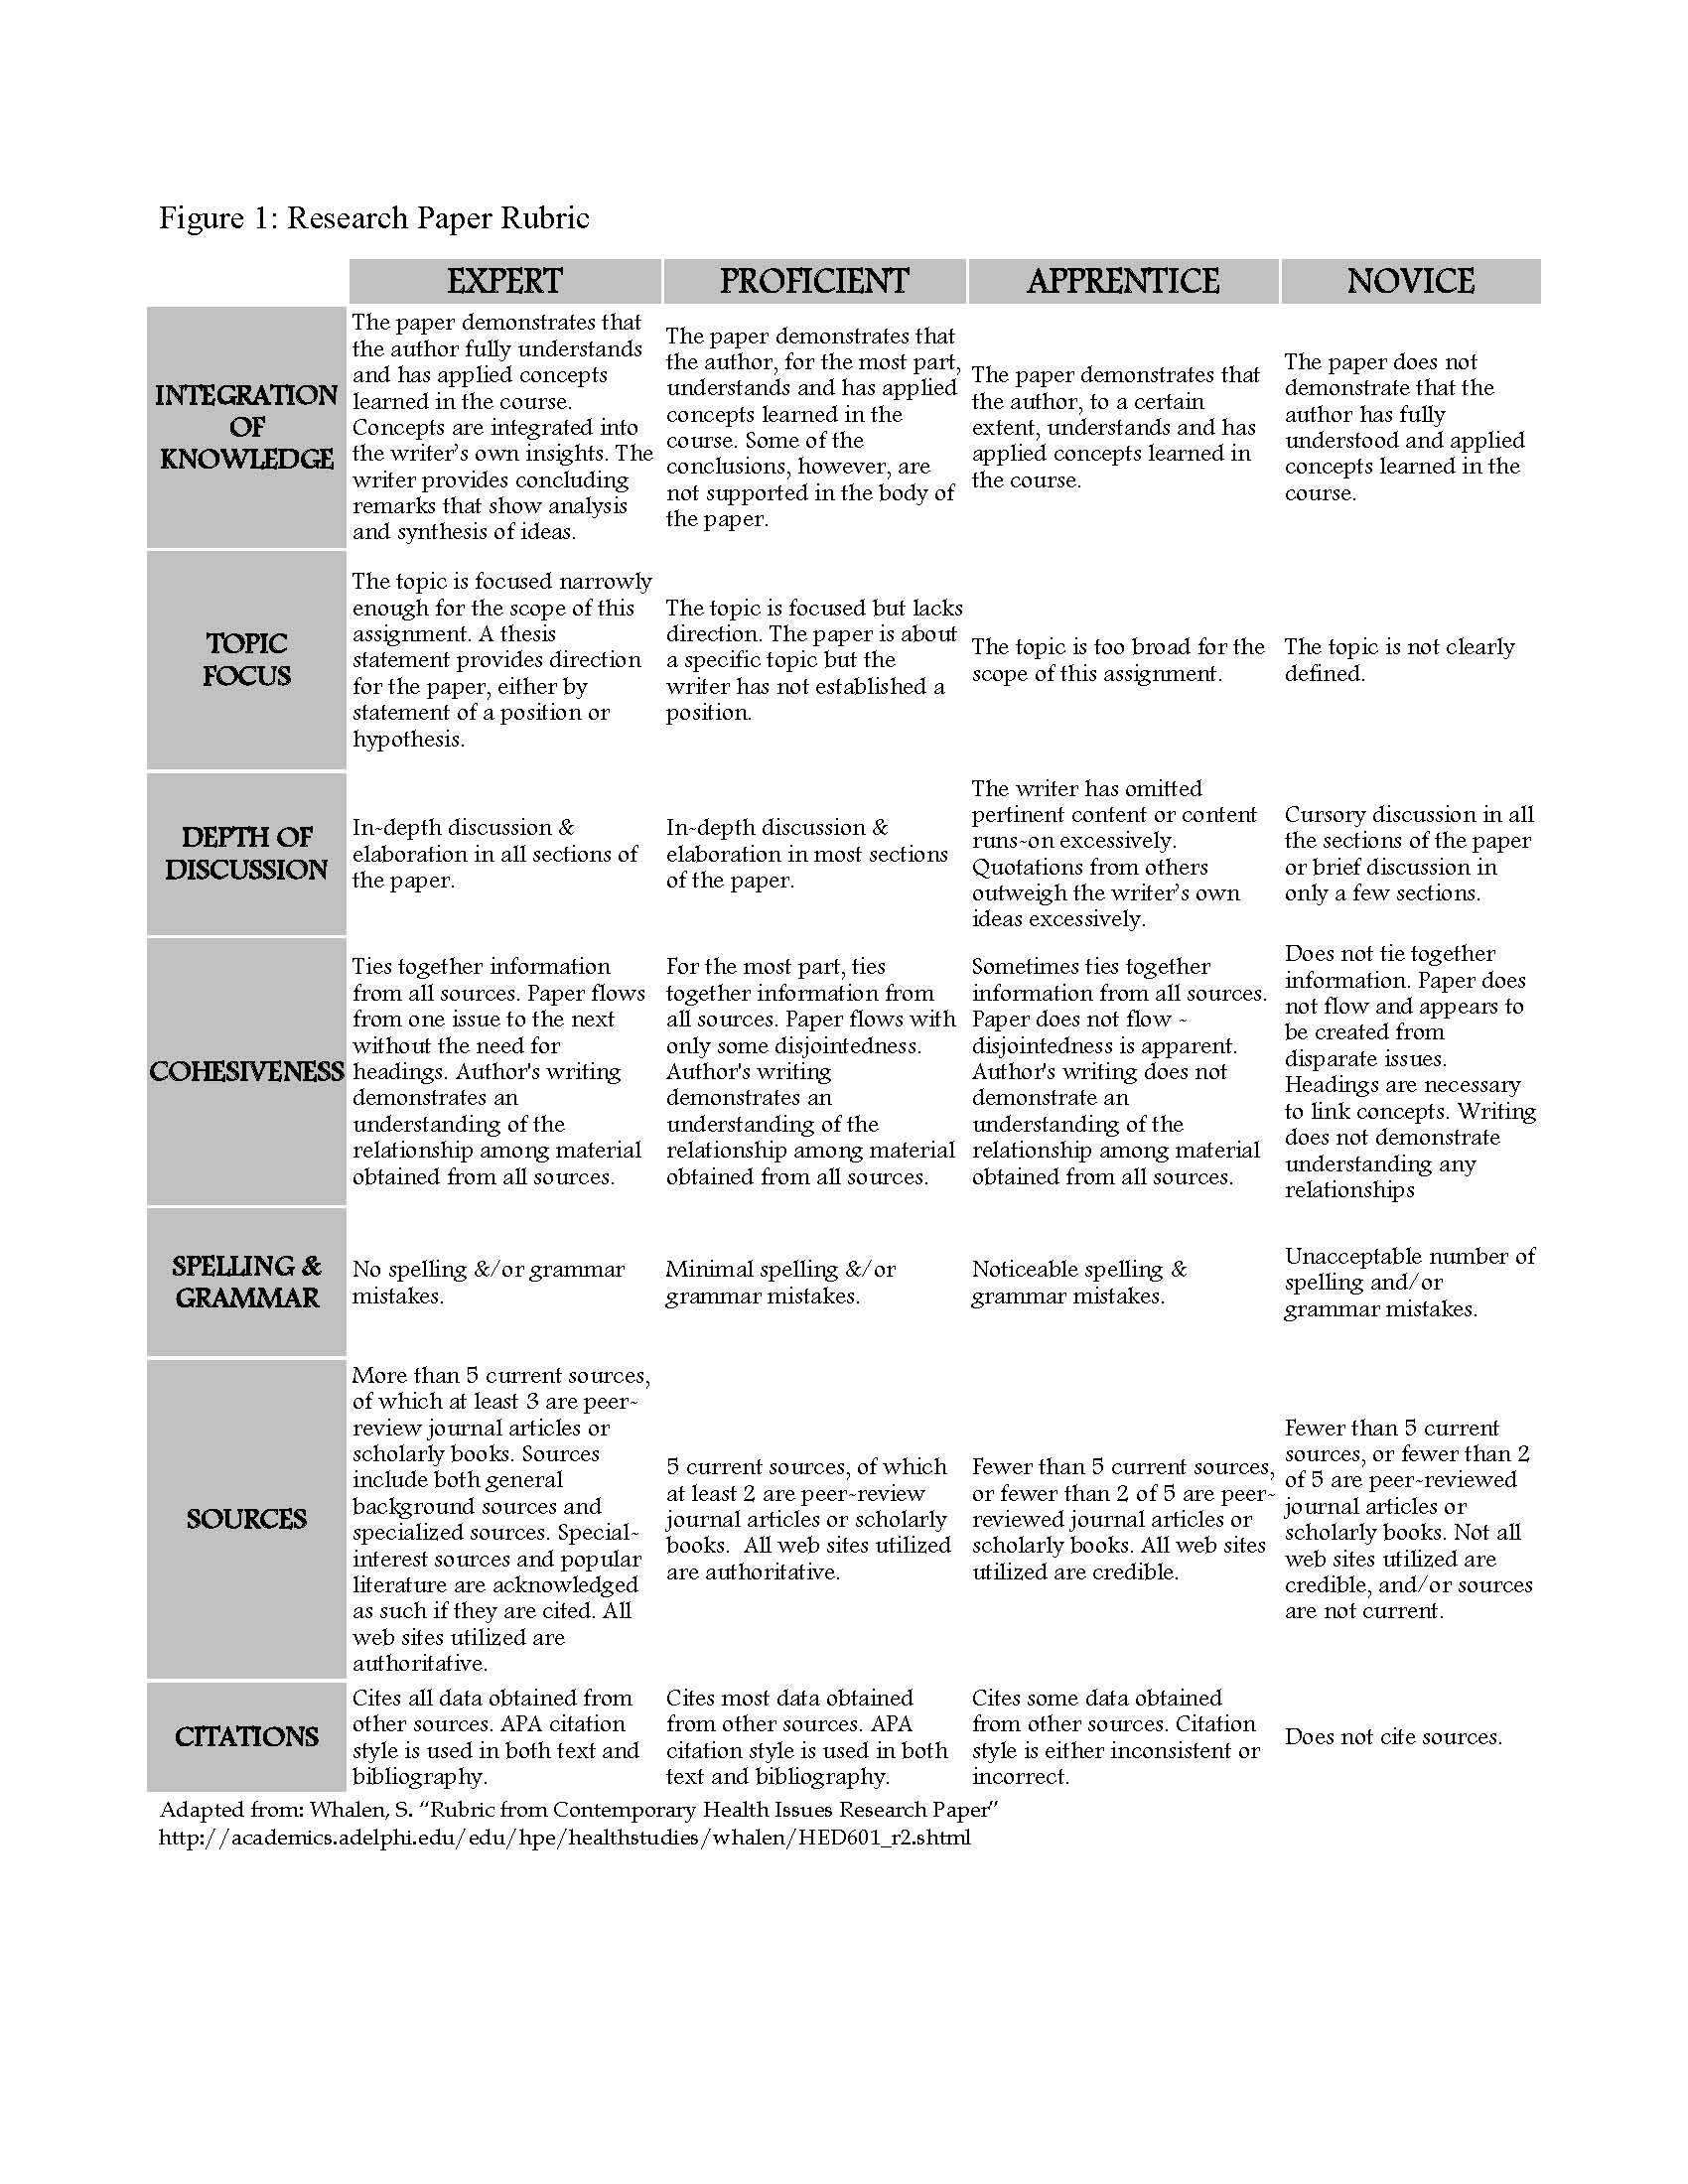 Figure 1: Research Paper Rubric
EXPERT
PROFICIENT
APPRENTICE
NOVICE
INTEGRATION
OF
KNOWLEDGE
The paper demonstrates that
the author fully understands
and has applied concepts
learned in the course.
Concepts are integrated into
the writer's own insights. The
writer provides concluding
remarks that show analysis
and synthesis of ideas.
The paper demonstrates that
the author, for the most part,
understands and has applied
concepts learned in the
course. Some of the
conclusions, however, are
not supported in the body of
the paper.
The paper demonstrates that
the author, to a certain
extent, understands and has
applied concepts learned in
the course.
The paper does not
demonstrate that the
author has fully
understood and applied
concepts learned in the
course.
TOPIC
FOCUS
The topic is focused narrowly
enough for the scope of this
assignment. A thesis
statement provides direction
for the paper, either by
statement of a position or
hypothesis.
The topic is focused but lacks
direction. The paper is about
a specific topic but the
writer has not established a
position.
The topic is too broad for the
scope of this assignment.
The topic is not clearly
defined.
DEPTH OF
DISCUSSION
In-depth discussion &
elaboration in all sections of
the paper.
In-depth discussion &
elaboration in most sections
of the paper.
The writer has omitted
pertinent content or content
runs-on excessively.
Quotations from others
outweigh the writer's own
ideas excessively.
Cursory discussion in all
the sections of the paper
or brief discussion in
only a few sections.
COHESIVENESS
Ties together information
from all sources. Paper flows
from one issue to the next
without the need for
headings. Author's writing
demonstrates an
understanding of the
relationship among material
obtained from all sources.
For the most part, ties
together information from
all sources. Paper flows with
only some disjointedness.
Author's writing
demonstrates an
understanding of the
relationship among material
obtained from all sources.
Sometimes ties together
information from all sources.
Paper does not flow -
disjointedness is apparent.
Author's writing does not
demonstrate an
understanding of the
relationship among material
obtained from all sources.
Does not tie together
information. Paper does
not flow and appears to
be created from
disparate issues.
Headings are necessary
to link concepts. Writing
does not demonstrate
understanding any
relationships
SPELLING &
GRAMMAR
No spelling &/or grammar
mistakes.
Minimal spelling &/or
grammar mistakes.
Noticeable spelling &
grammar mistakes.
Unacceptable number of
spelling and/or
grammar mistakes.
SOURCES
More than 5 current sources,
of which at least 3 are peer-
review journal articles or
scholarly books. Sources
include both general
background sources and
specialized sources. Special-
interest sources and popular
literature are acknowledged
as such if they are cited. All
web sites utilized are
authoritative.
5 current sources, of which
at least 2 are peer-review
journal articles or scholarly
books.  All web sites utilized
are authoritative.
Fewer than 5 current sources,
or fewer than 2 of 5 are peer-
reviewed journal articles or
scholarly books. All web sites
utilized are credible.
Fewer than 5 current
sources, or fewer than 2
of 5 are peer-reviewed
journal articles or
scholarly books. Not all
web sites utilized are
credible, and/or sources
are not current.
CITATIONS
Cites all data obtained from
other sources. APA citation
style is used in both text and
bibliography.
Cites most data obtained
from other sources. APA
citation style is used in both
text and bibliography.
Cites some data obtained
from other sources. Citation
style is either inconsistent or
incorrect.
Does not cite sources.
Adapted from: Whalen, S. "Rubric from Contemporary Health Issues Research Paper"
http://academics.adelphi.edu/edu/hpe/healthstudies/whalen/HED601_r2.shtml